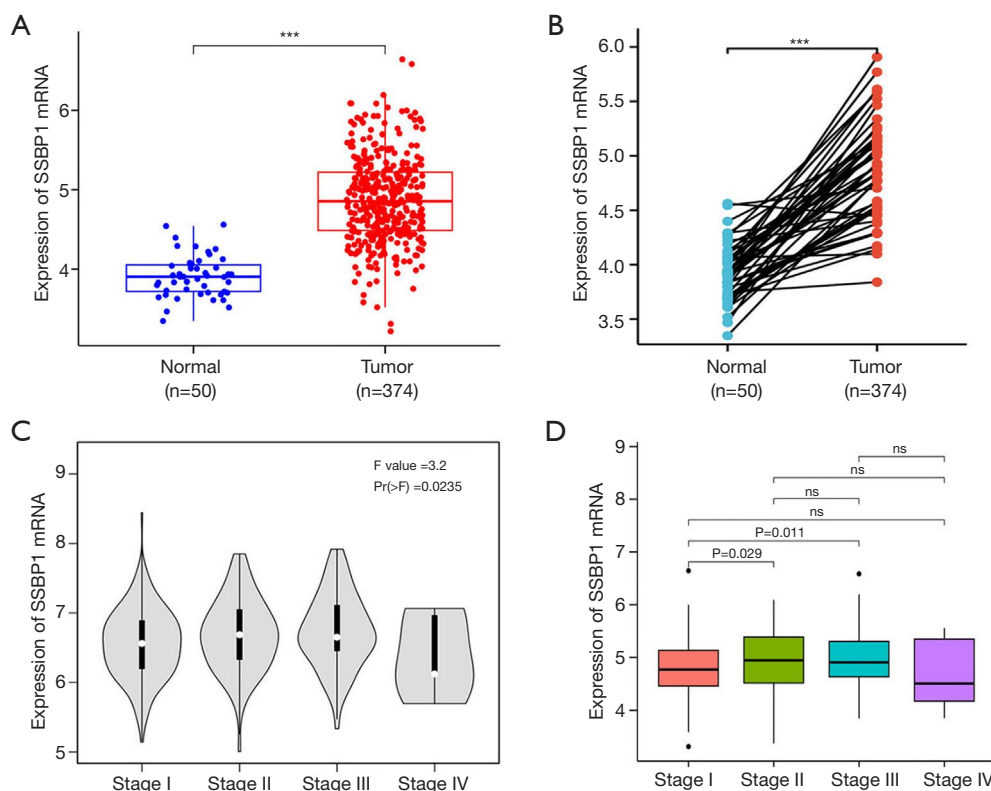 A
Expression of SSBP1 mRNA
6
5
4
***
Normal
(n=50)
Tumor
(n=374)
B
Expression of SSBP1 mRNA
6.0
5.5
5.0
4.5
4.0
3.5
***
Normal
(n=50)
Tumor
(n=374)
C
Expression of SSBP1 mRNA
9
8
7
6
5
F value =3.2
Pr(>F) =0.0235
Stage I
Stage II
Stage III
Stage IV
D
Expression of SSBP1 mRNA
9
8
7
6
5
4
ns
ns
ns
ns
P=0.011
P=0.029
Stage I
Stage II
Stage III
Stage IV